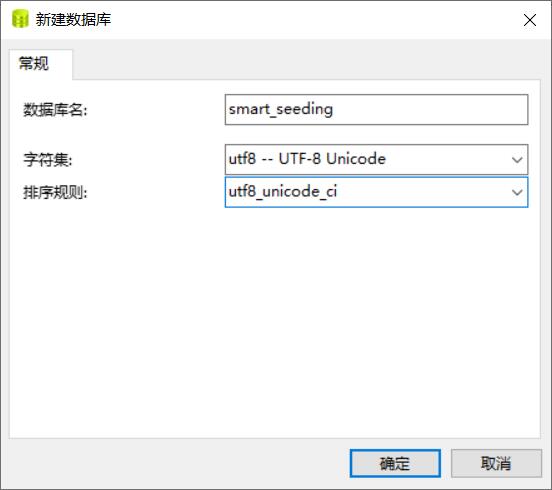 新建数据库
常规
数据库名: smart_seeding
字符集: utf8 -- UTF-8 Unicode
排序规则: utf8_unicode_ci
确定 取消